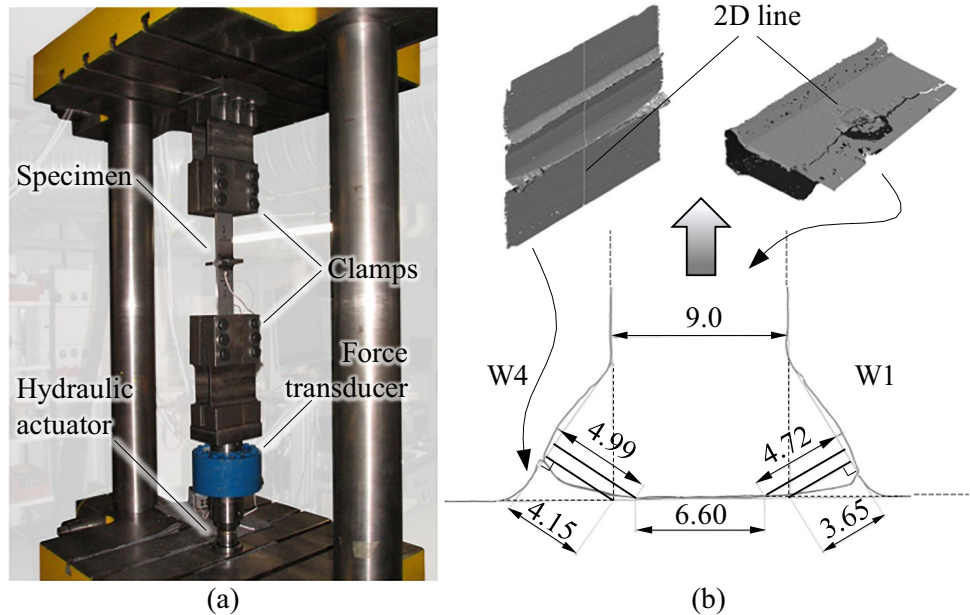 2D line
Specimen
Clamps
Force
transducer
Hydraulic
actuator
9.0
W4
W1
4.99
4.72
6.60
4.15
3.65
(a)
(b)